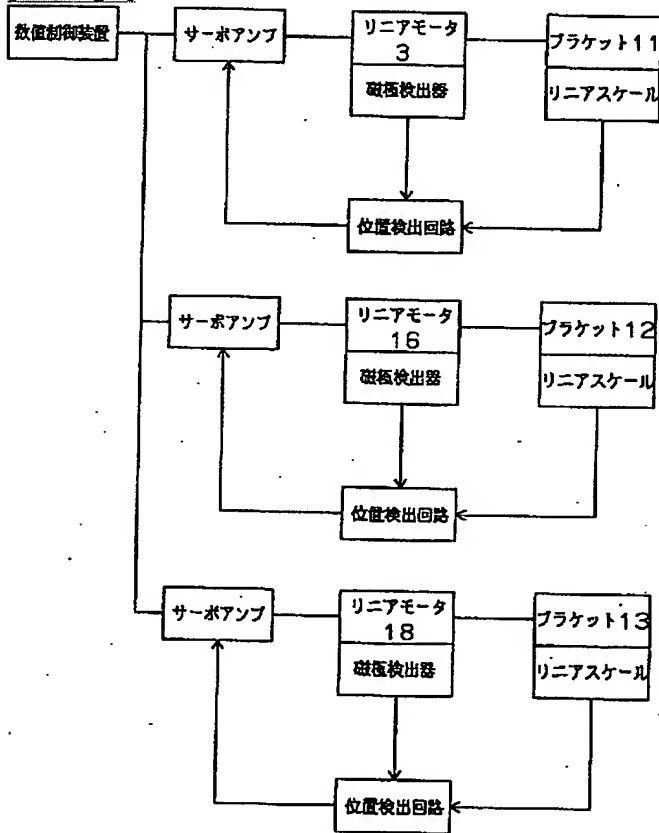 数値制御装置
サーボアンプ
リニアモータ
3
磁極検出器
ブラケット11
リニアスケール
位置検出回路
サーボアンプ
リニアモータ
16
磁極検出器
ブラケット12
リニアスケール
位置検出回路
サーボアンプ
リニアモータ
18
磁極検出器
ブラケット13
リニアスケール
位置検出回路